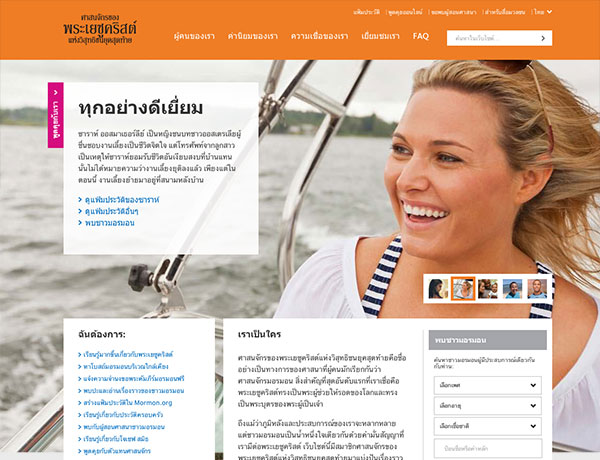 แฟ้มประวัติ | พูดคุยออนไลน์ | ขอพบผู้สอนศาสนา | สำหรับสื่อมวลชน | ไทย
ศาสนจักรของ
พระเยซูคริสต์
แห่งวิสุทธิชนยุคสุดท้าย
ผู้คนของเรา
ค่านิยมของเรา
ความเชื่อของเรา
เยี่ยมชมเรา
FAQ
ค้นหาในเว็บไซต์ ...
พูดคุยกับเรา
ทุกอย่างดีเยี่ยม
ซาราห์ ออสมาเธอร์ลีย์ เป็นหญิงชนบทชาวออสเตรเลียผู้
ชื่นชอบงานเลี้ยงเป็นชีวิตจิตใจ แต่โทรศัพท์จากลูกสาว
เป็นเหตุให้ซาราห์ยอมรับชีวิตอันเงียบสงบที่บ้านแทน
นั่นไม่ได้หมายความว่างานเลี้ยงยุติลงแล้ว เพียงแต่ใน
ตอนนี้ งานเลี้ยงย้ายมาอยู่ที่สนามหลังบ้าน
ดูแฟ้มประวัติของซาราห์
ดูแฟ้มประวัติอื่นๆ
พบชาวมอรมอน
ฉันต้องการ:
เรียนรู้มากขึ้นเกี่ยวกับพระเยซูคริสต์
หาโบสถ์มอรมอนบริเวณใกล้เคียง
แจ้งความจำนงขอพระคัมภีร์มอรมอนฟรี
พบปะและอ่านเรื่องราวของชาวมอรมอน
สร้างแฟ้มประวัติใน Mormon.org
เรียนรู้เกี่ยวกับประวัติครอบครัว
พบกับผู้สอนศาสนาชาวมอรมอน
เรียนรู้เกี่ยวกับโจเซฟ สมิธ
พูดคุยกับตัวแทนศาสนจักร
เราเป็นใคร
ศาสนจักรของพระเยซูคริสต์แห่งวิสุทธิชนยุคสุดท้ายคือชื่อ
อย่างเป็นทางการของศาสนาที่ผู้คนมักเรียกกันว่า
ศาสนจักรมอรมอน สิ่งสำคัญที่สุดอันดับแรกที่เราเชื่อคือ
พระเยซูคริสต์ทรงเป็นพระผู้ช่วยให้รอดของโลกและทรง
เป็นพระบุตรของพระผู้เป็นเจ้า
ถึงแม้ว่าภูมิหลังและประสบการณ์ของเราจะหลากหลาย
แต่ชาวมอรมอนเป็นน้ำหนึ่งใจเดียวกันด้วยคำมั่นสัญญาที่
เรามีต่อพระเยซูคริสต์ เว็บไซต์นี้มีสมาชิกศาสนจักรของ
พระเยซูคริสต์แห่งวิสุทธิชนยุคสุดท้ายมาแบ่งปันเรื่องราว
พบชาวมอรมอน
ค้นหาชาวมอรมอนผู้มีประสบการณ์เดียวกัน
กับท่าน:
เลือกเพศ
เลือกอายุ
เลือกเชื้อชาติ
ป้อนชื่อหรือคำหลัก